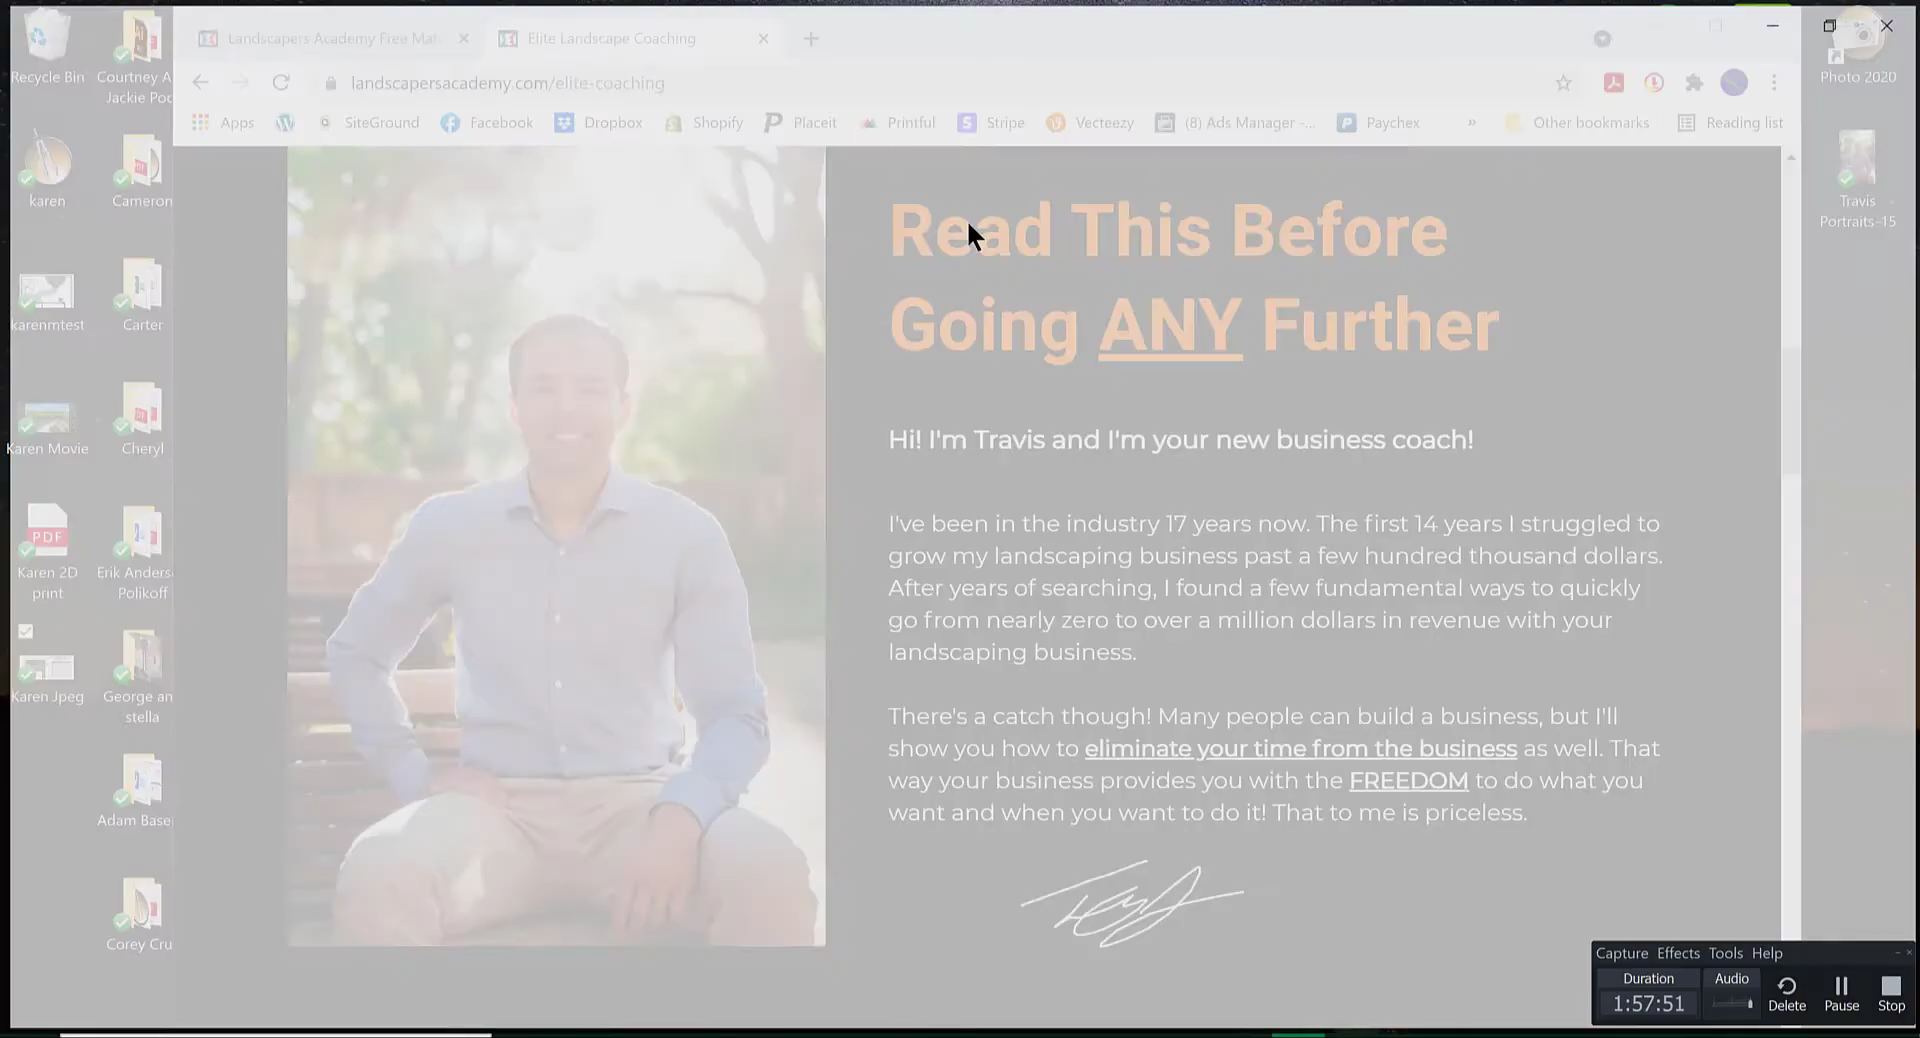 Recycle Bin
Courtney A
Jackie Poc
karen
Cameron
karenmtest
Carter
Karen Movie
Cheryl
PDF
Karen 2D
print
Erik Anders
Polikoff
Karen Jpeg
George an
stella
Adam Base
Corey Cru
Landscapers Academy Free Mat
Elite Landscape Coaching
landscapersacademy.com/elite-coaching
Apps
SiteGround
Facebook
Dropbox
Shopify
Placeit
Printful
Stripe
Vecteezy
(8) Ads Manager -...
Paychex
»
Other bookmarks
Reading list
Photo 2020
Travis
Portraits-15
Read This Before
Going ANY Further
Hi! I'm Travis and I'm your new business coach!
I've been in the industry 17 years now. The first 14 years I struggled to
grow my landscaping business past a few hundred thousand dollars.
After years of searching, I found a few fundamental ways to quickly
go from nearly zero to over a million dollars in revenue with your
landscaping business.
There's a catch though! Many people can build a business, but I'll
show you how to eliminate your time from the business as well. That
way your business provides you with the FREEDOM to do what you
want and when you want to do it! That to me is priceless.
Capture Effects Tools Help
Duration
Audio
1:57:51
Delete
Pause
Stop